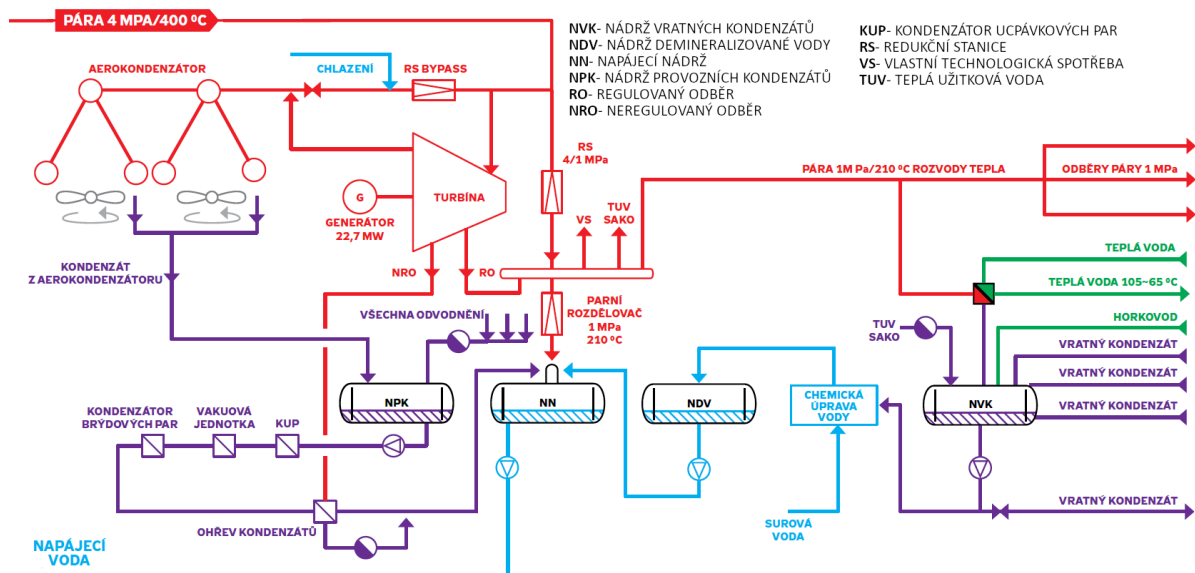 PÁRA 4 MPA/400 ºC
NVK- NÁDRŽ VRATNÝCH KONDENZÁTŮ
NDV- NÁDRŽ DEMINERALIZOVANÉ VODY
NN- NAPÁJECÍ NÁDRŽ
NPK- NÁDRŽ PROVOZNÍCH KONDENZÁTŮ
RO- REGULOVANÝ ODBĚR
NRO- NEREGULOVANÝ ODBĚR
KUP- KONDENZÁTOR UCPÁVKOVÝCH PAR
RS- REDUKČNÍ STANICE
VS- VLASTNÍ TECHNOLOGICKÁ SPOTŘEBA
TUV- TEPLÁ UŽITKOVÁ VODA
AEROKONDENZÁTOR
CHLAZENÍ
RS BYPASS
RS
4/1 MPa
PÁRA 1M Pa/210 ºC ROZVODY TEPLA
ODBĚRY PÁRY 1 MPa
G
GENERÁTOR
22,7 MW
TURBÍNA
VS
TUV
SAKO
NRO
RO
KONDENZÁT
Z AEROKONDENZÁTORU
VŠECHNA ODVODNĚNÍ
PARNÍ
ROZDĚLOVAČ
1 MPa
210 ºC
TEPLÁ VODA
TEPLÁ VODA 105~65 ºC
HORKOVOD
TUV
SAKO
VRATNÝ KONDENZÁT
VRATNÝ KONDENZÁT
VRATNÝ KONDENZÁT
NPK
NN
NDV
CHEMICKÁ
ÚPRAVA
VODY
NVK
KONDENZÁTOR
BRÝDOVÝCH PAR
VAKUOVÁ
JEDNOTKA
KUP
VRATNÝ KONDENZÁT
OHŘEV KONDENZÁTŮ
SUROVÁ
VODA
NAPÁJECÍ
VODA